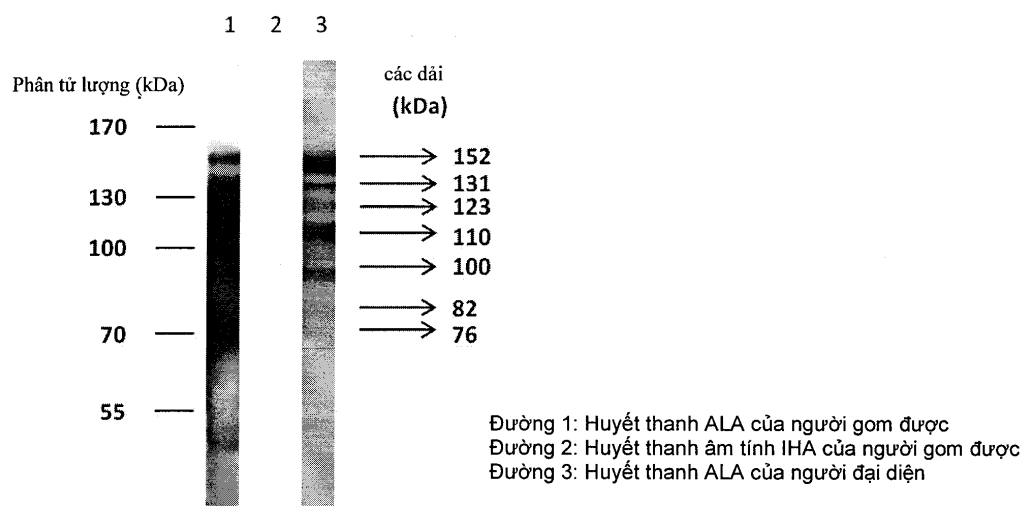 1 2 3
Phân tử lượng (kDa)
các dải
(kDa)
170
152
131
130
123
110
100
100
82
70
76
55
Đường 1: Huyết thanh ALA của người gom được
Đường 2: Huyết thanh âm tính IHA của người gom được
Đường 3: Huyết thanh ALA của người đại diện